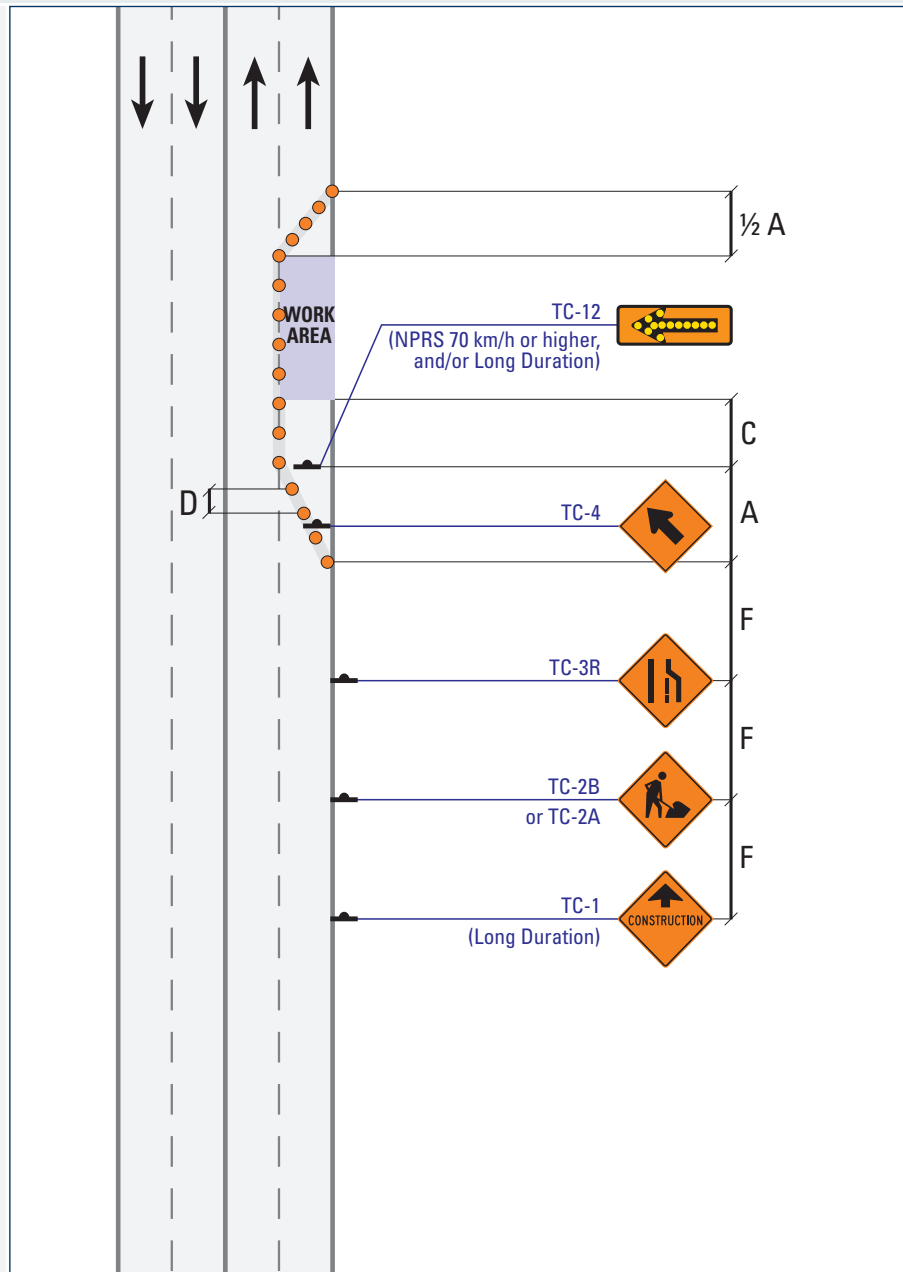 ½ A
TC-12
(NPRS 70 km/h or higher,
and/or Long Duration)
WORK
AREA
C
D
TC-4
A
F
TC-3R
F
TC-2B
or TC-2A
F
TC-1
(Long Duration)
CONSTRUCTION